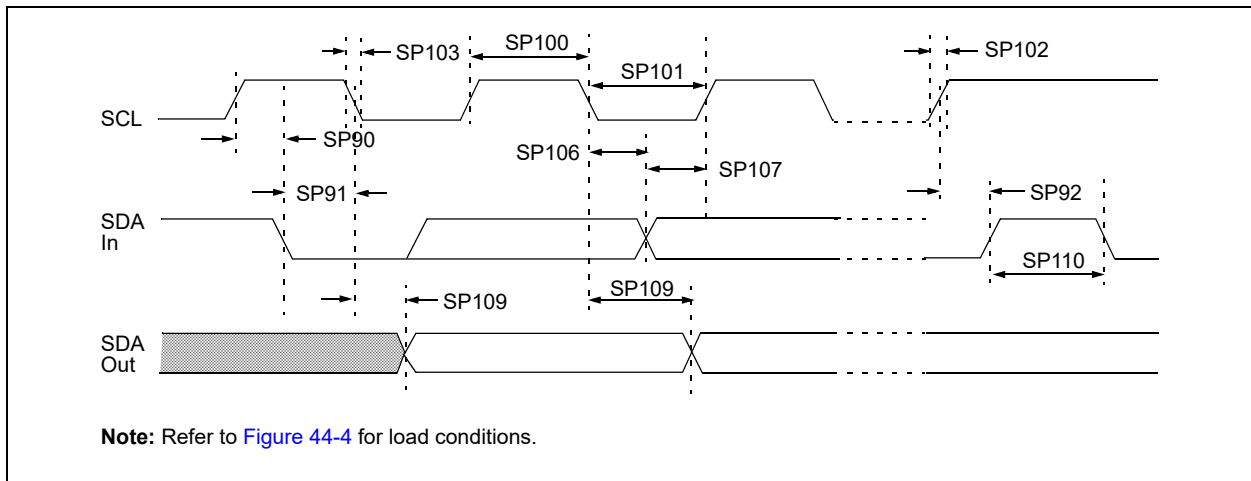 SP103
SP100
SP101
SP102
SCL
SP90
SP106
SP107
SP91
SP92
SDA
In
SP110
SP109
SP109
SDA
Out
Note: Refer to Figure 44-4 for load conditions.